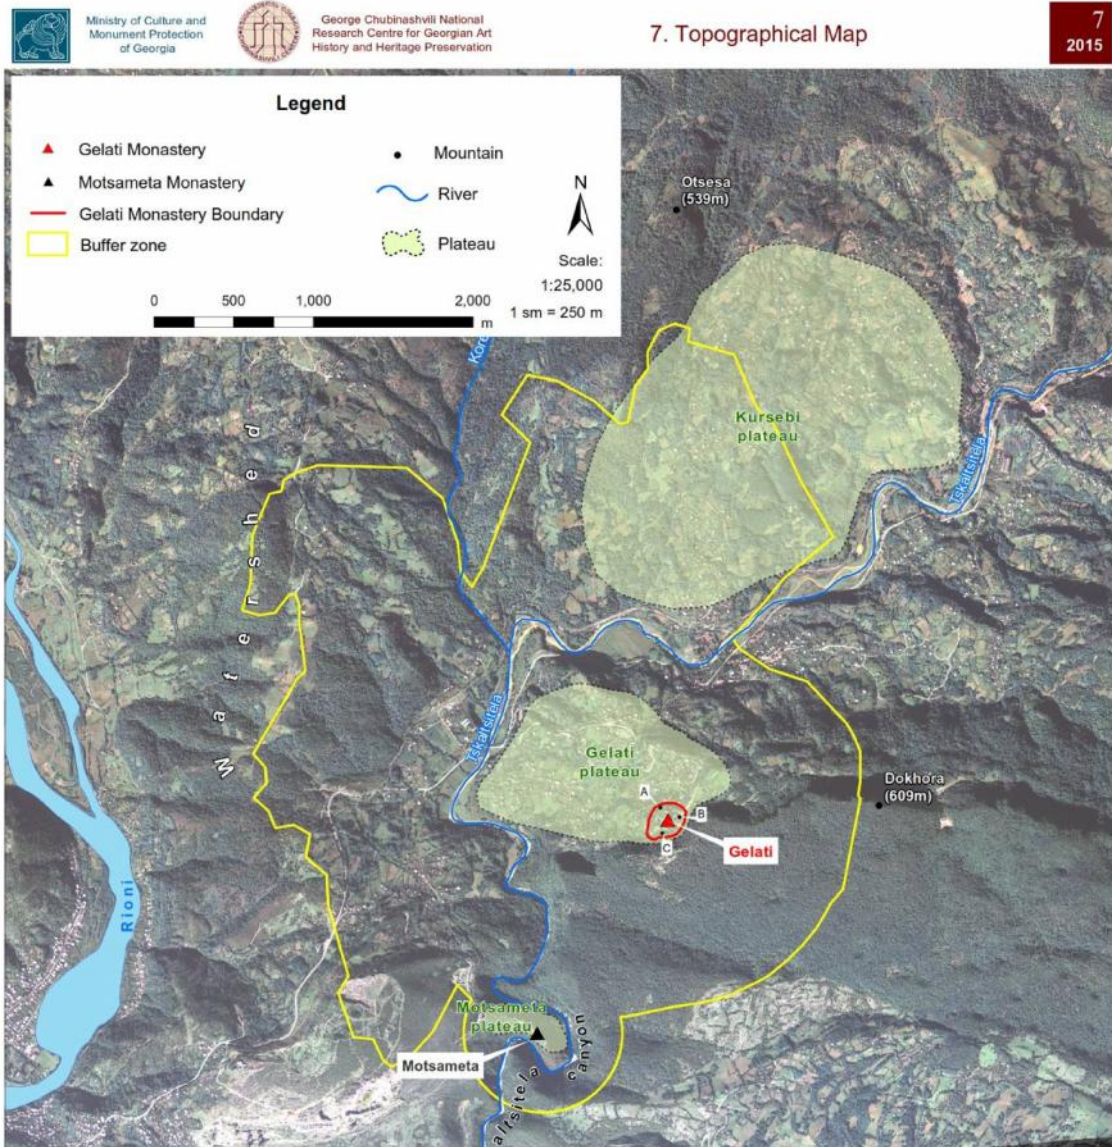 Ministry of Culture and
Monument Protection
of Georgia
George Chubinashvili National
Research Centre for Georgian Art
History and Heritage Preservation
7. Topographical Map
7
2015
Legend
Gelati Monastery
Motsameta Monastery
Gelati Monastery Boundary
Buffer zone
Mountain
River
Plateau
N
Scale:
1:25,000
1 sm = 250 m
0 500 1,000 2,000
m
Otsesa
(539m)
Kore
Kursebi
plateau
Tskaltsitela
Watershed
Tskaltsitela
Gelati
plateau
A
B
C
Gelati
Dokhora
(609m)
Rioni
Motsameta
plateau
Motsameta
altsitela canyon